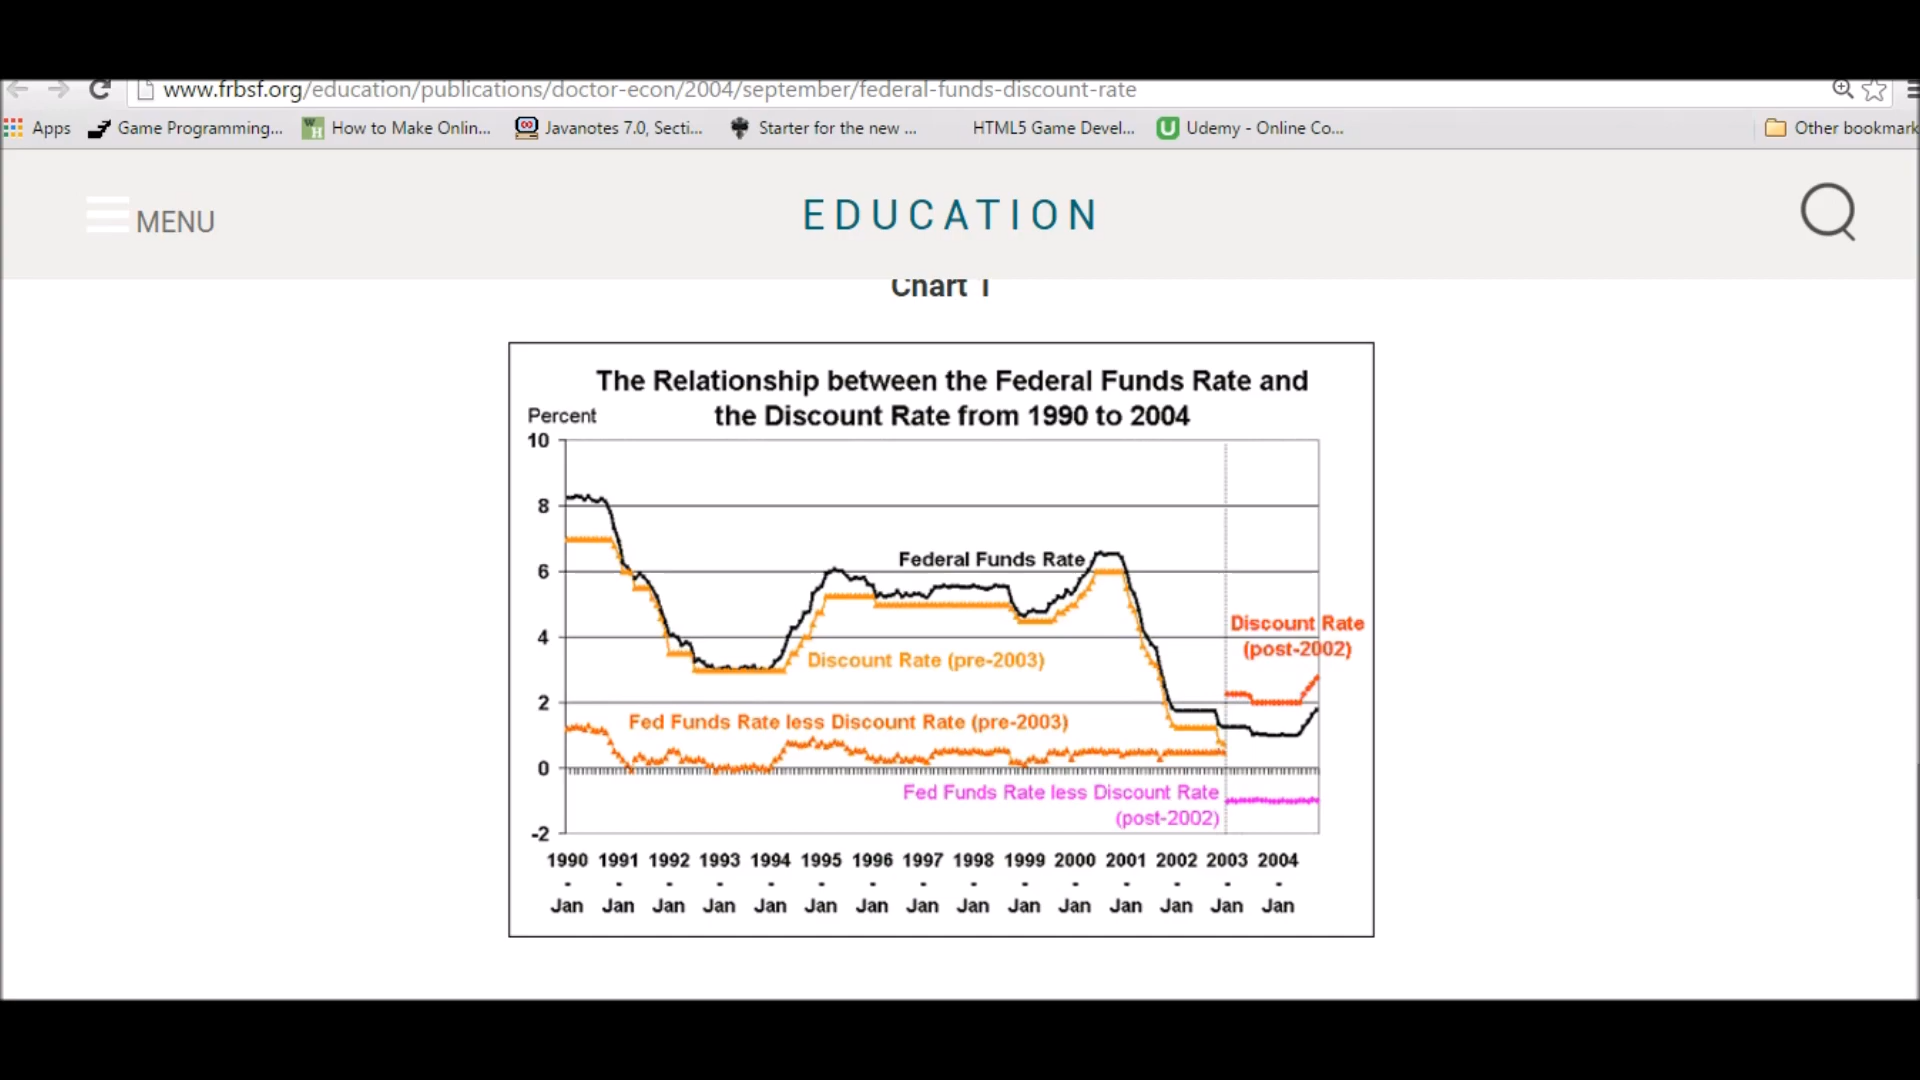 www.frbsf.org/education/publications/doctor-econ/2004/september/federal-funds-discount-rate
Apps Game Programming... How to Make Onlin... Javanotes 7.0, Secti... Starter for the new ... HTML5 Game Devel... Udemy - Online Co... Other bookmark
MENU EDUCATION
Chart 1
The Relationship between the Federal Funds Rate and
the Discount Rate from 1990 to 2004
Percent
10
8
6
4
2
0
-2
Federal Funds Rate
Discount Rate
(post-2002)
Discount Rate (pre-2003)
Fed Funds Rate less Discount Rate (pre-2003)
Fed Funds Rate less Discount Rate
(post-2002)
1990 1991 1992 1993 1994 1995 1996 1997 1998 1999 2000 2001 2002 2003 2004
- - - - - - - - - - - - - - -
Jan Jan Jan Jan Jan Jan Jan Jan Jan Jan Jan Jan Jan Jan Jan